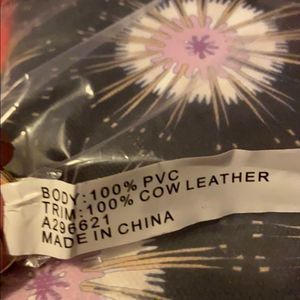 BODY:100% PVC
TRIM:100% COW LEATHER
A296621
MADE IN CHINA